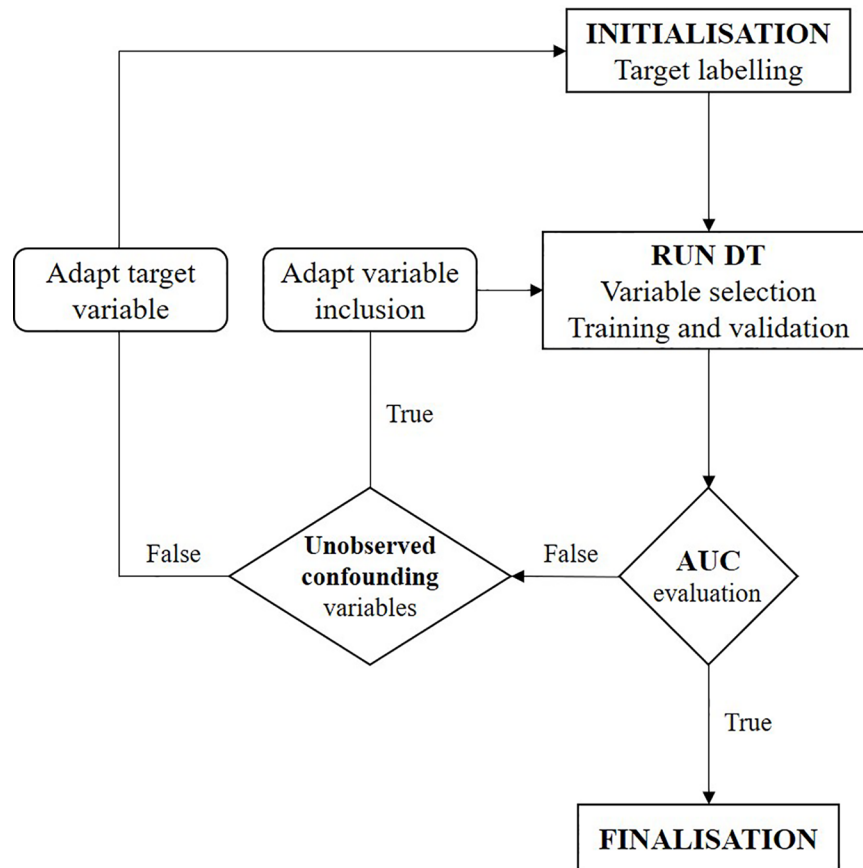 INITIALISATION
Target labelling
Adapt target
variable
Adapt variable
inclusion
RUN DT
Variable selection
Training and validation
True
False
Unobserved
confounding
variables
False
AUC
evaluation
True
FINALISATION